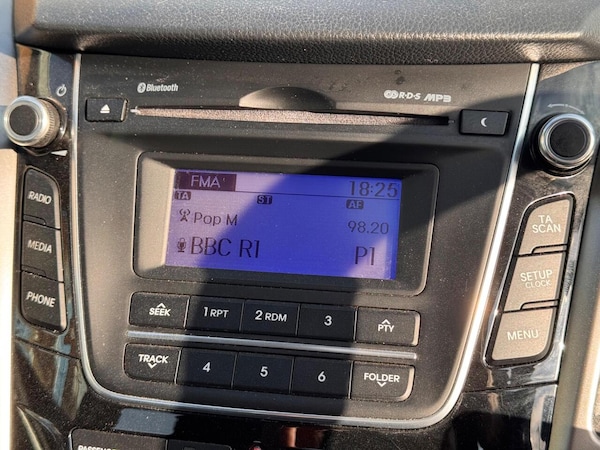 Bluetooth
R·D·S MP3
FMA
18:25
TA
ST
AF
Pop M
98.20
BBC R1
P1
RADIO
MEDIA
PHONE
TA
SCAN
SETUP
CLOCK
MENU
SEEK
1 RPT
2 RDM
3
PTY
TRACK
4
5
6
FOLDER